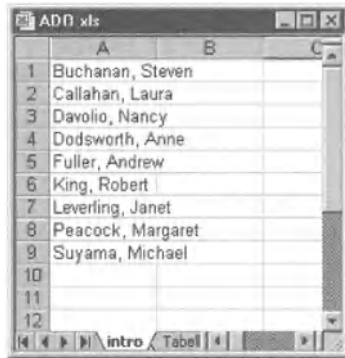 ADO.xls
A B C
1 Buchanan, Steven
2 Callahan, Laura
3 Davolio, Nancy
4 Dodsworth, Anne
5 Fuller, Andrew
6 King, Robert
7 Leverling, Janet
8 Peacock, Margaret
9 Suyama, Michael
10
11
12
intro Tabell